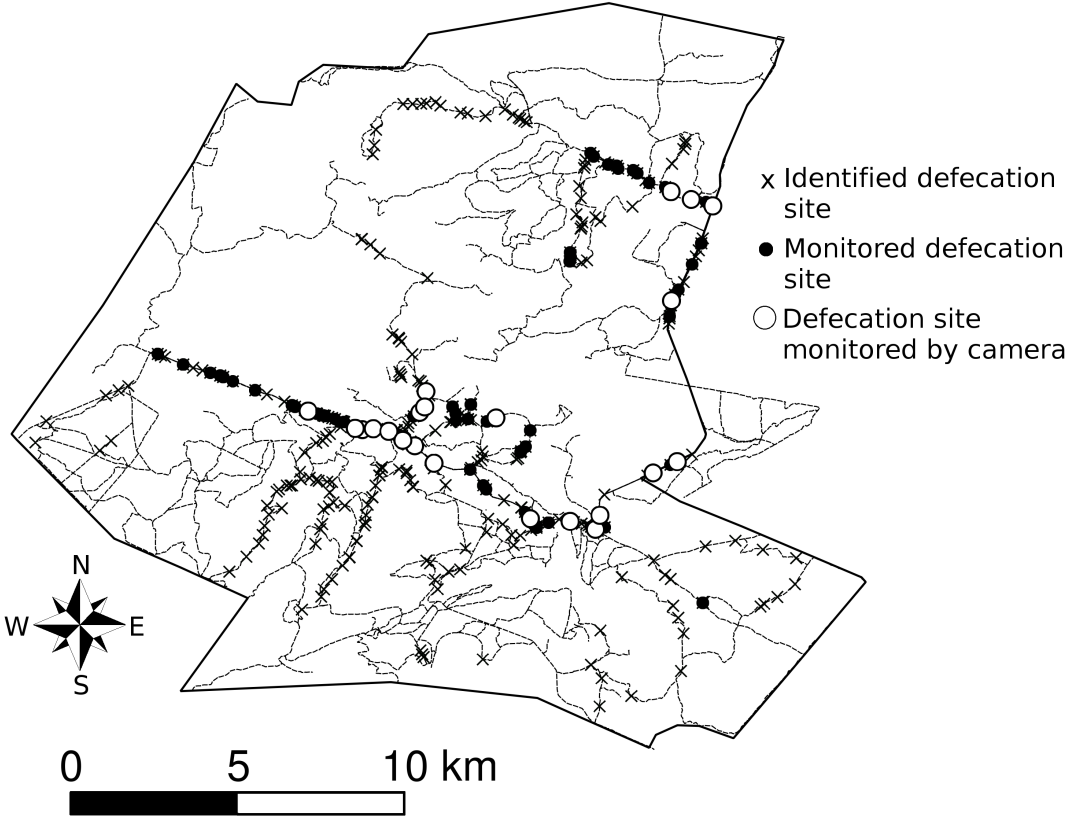 x Identified defecation
site
Monitored defecation
site
Defecation site
monitored by camera
N
W E
S
0 5 10 km